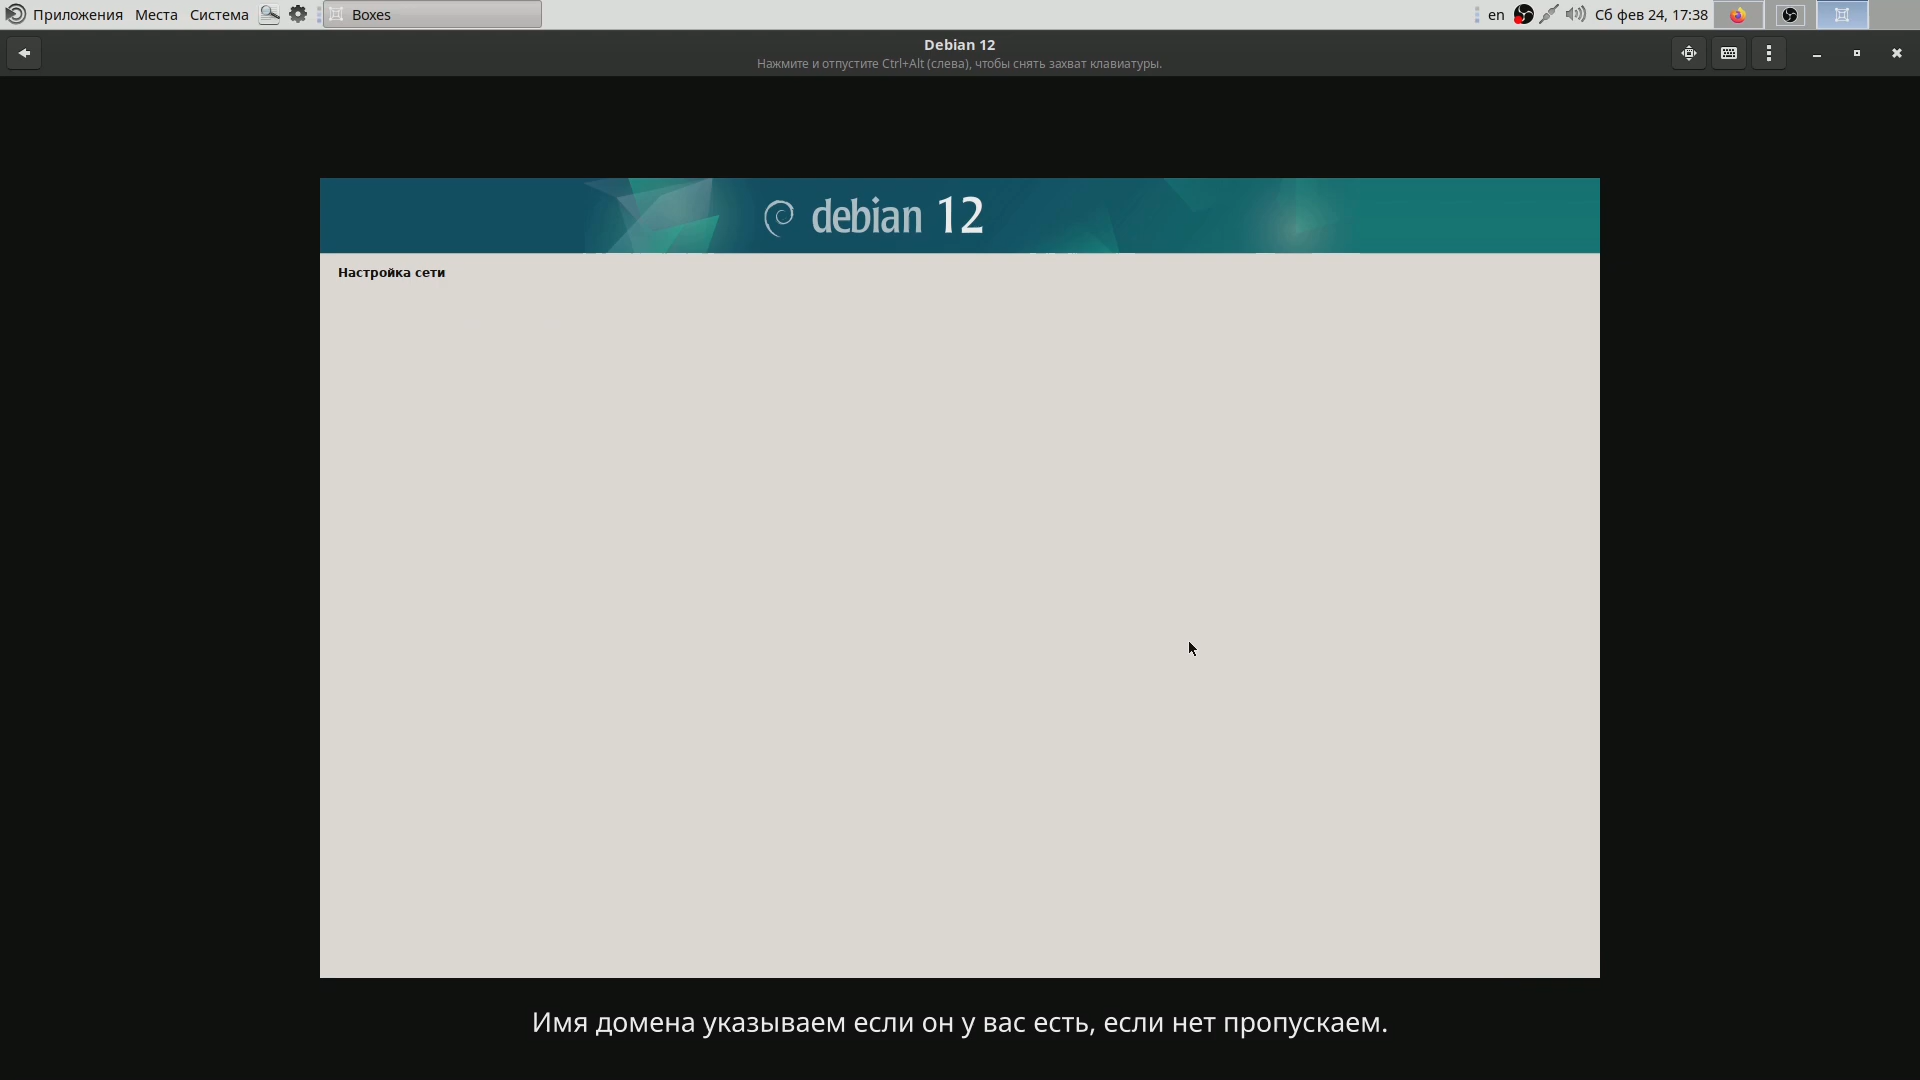 Приложения Места Система Boxes en Сб фев 24, 17:38
Debian 12
Нажмите и отпустите Ctrl+Alt (слева), чтобы снять захват клавиатуры.
debian 12
Настройка сети
Имя домена указываем если он у вас есть, если нет пропускаем.